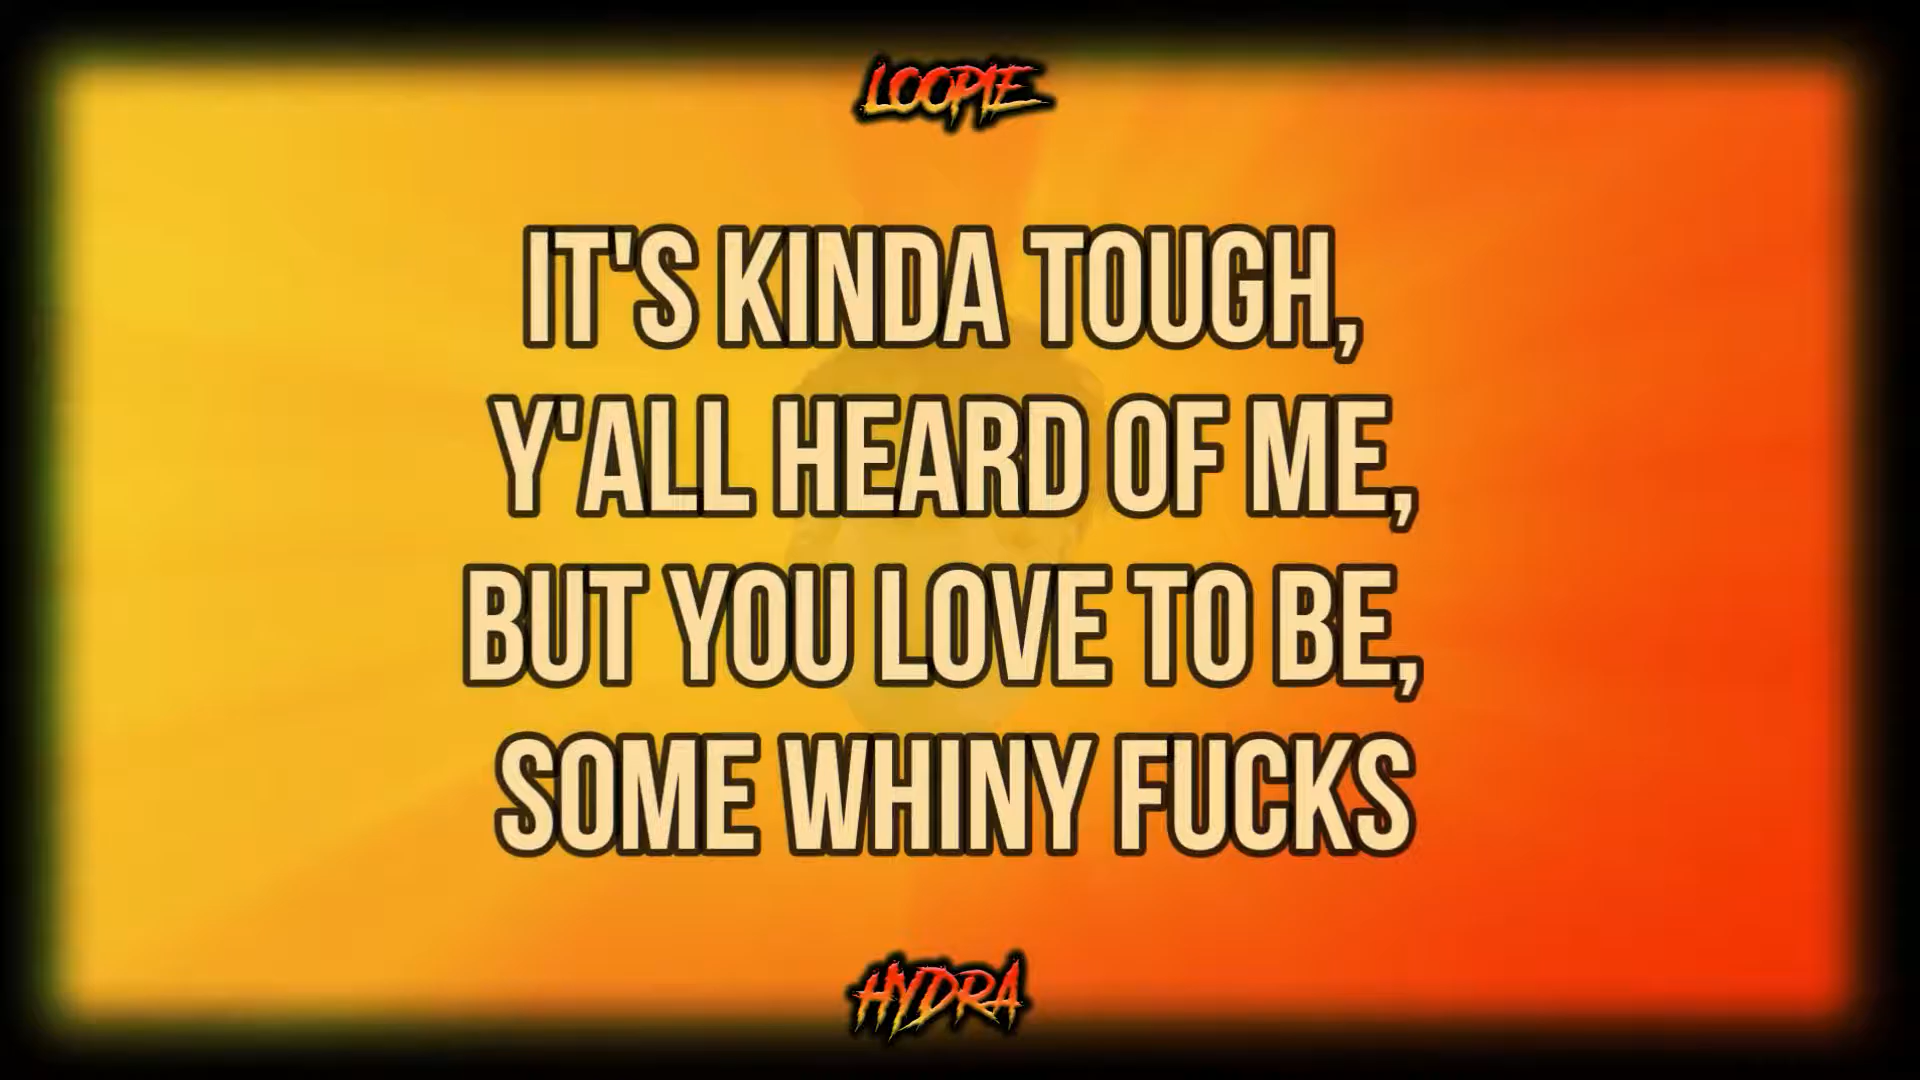 LOOPIE
IT'S KINDA TOUGH,
Y'ALL HEARD OF ME,
BUT YOU LOVE TO BE,
SOME WHINY FUCKS
HYDRA